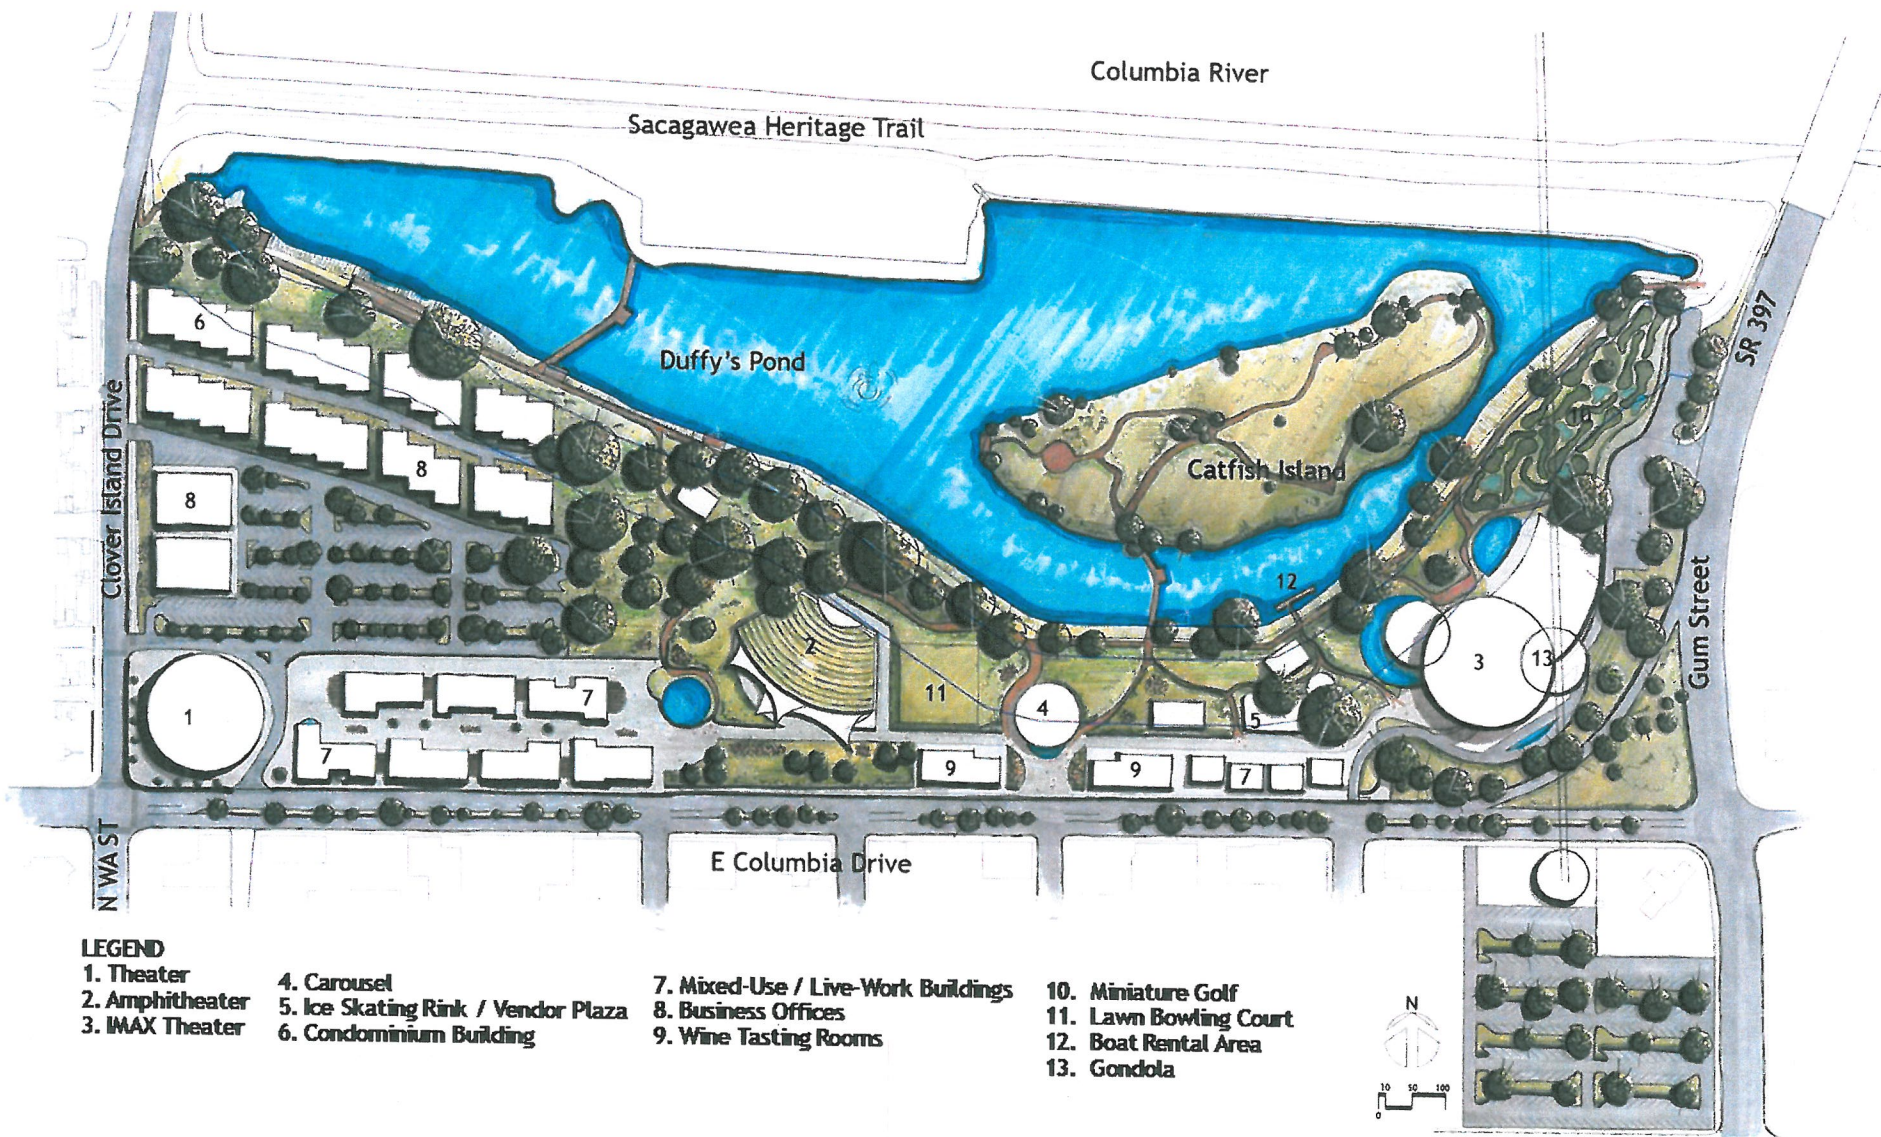 Columbia River
Sacagawea Heritage Trail
SR 397
6
Duffy's Pond
10
Clover Island Drive
8
Catfish Island
8
12
Gum Street
2
3
13
7
11
4
1
5
7
9
9
7
N WA ST
E Columbia Drive
LEGEND
1. Theater
2. Amphitheater
3. IMAX Theater
4. Carousel
5. Ice Skating Rink / Vendor Plaza
6. Condominium Building
7. Mixed-Use / Live-Work Buildings
8. Business Offices
9. Wine Tasting Rooms
10. Miniature Golf
11. Lawn Bowling Court
12. Boat Rental Area
13. Gondola
N
10 50 100
0